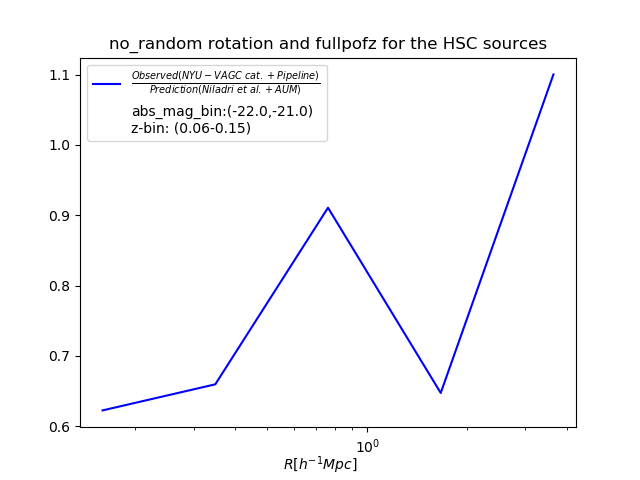 no_random rotation and fullpofz for the HSC sources
Observed(NYU−VAGC cat.+Pipeline)
Prediction(Niladri et al.+AUM)
abs_mag_bin:(-22.0,-21.0)
z-bin: (0.06-0.15)
1.1
1.0
0.9
0.8
0.7
0.6
10⁰
R[h⁻¹Mpc]